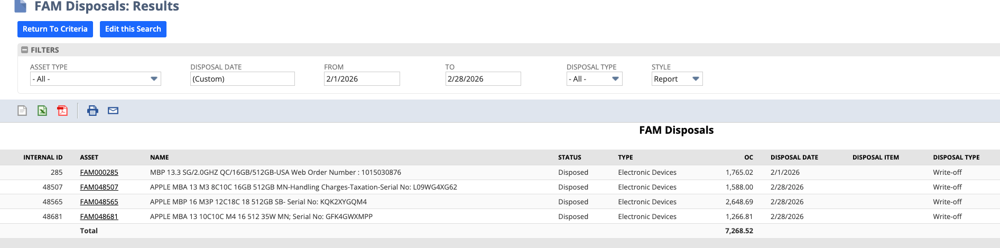 FAM Disposals: Results
Return To Criteria Edit this Search
FILTERS
ASSET TYPE DISPOSAL DATE FROM TO DISPOSAL TYPE STYLE
- All - (Custom) 2/1/2026 2/28/2026 - All - Report
FAM Disposals
INTERNAL ID ASSET NAME STATUS TYPE OC DISPOSAL DATE DISPOSAL ITEM DISPOSAL TYPE
285 FAM000285 MBP 13.3 SG/2.0GHZ QC/16GB/512GB-USA Web Order Number : 1015030876 Disposed Electronic Devices 1,765.02 2/1/2026 Write-off
48507 FAM048507 APPLE MBA 13 M3 8C10C 16GB 512GB MN-Handling Charges-Taxation-Serial No: L09WG4XG62 Disposed Electronic Devices 1,588.00 2/28/2026 Write-off
48565 FAM048565 APPLE MBP 16 M3P 12C18C 18 512GB SB- Serial No: KQK2XYGQM4 Disposed Electronic Devices 2,648.69 2/28/2026 Write-off
48681 FAM048681 APPLE MBA 13 10C10C M4 16 512 35W MN; Serial No: GFK4GWXMPP Disposed Electronic Devices 1,266.81 2/28/2026 Write-off
Total 7,268.52